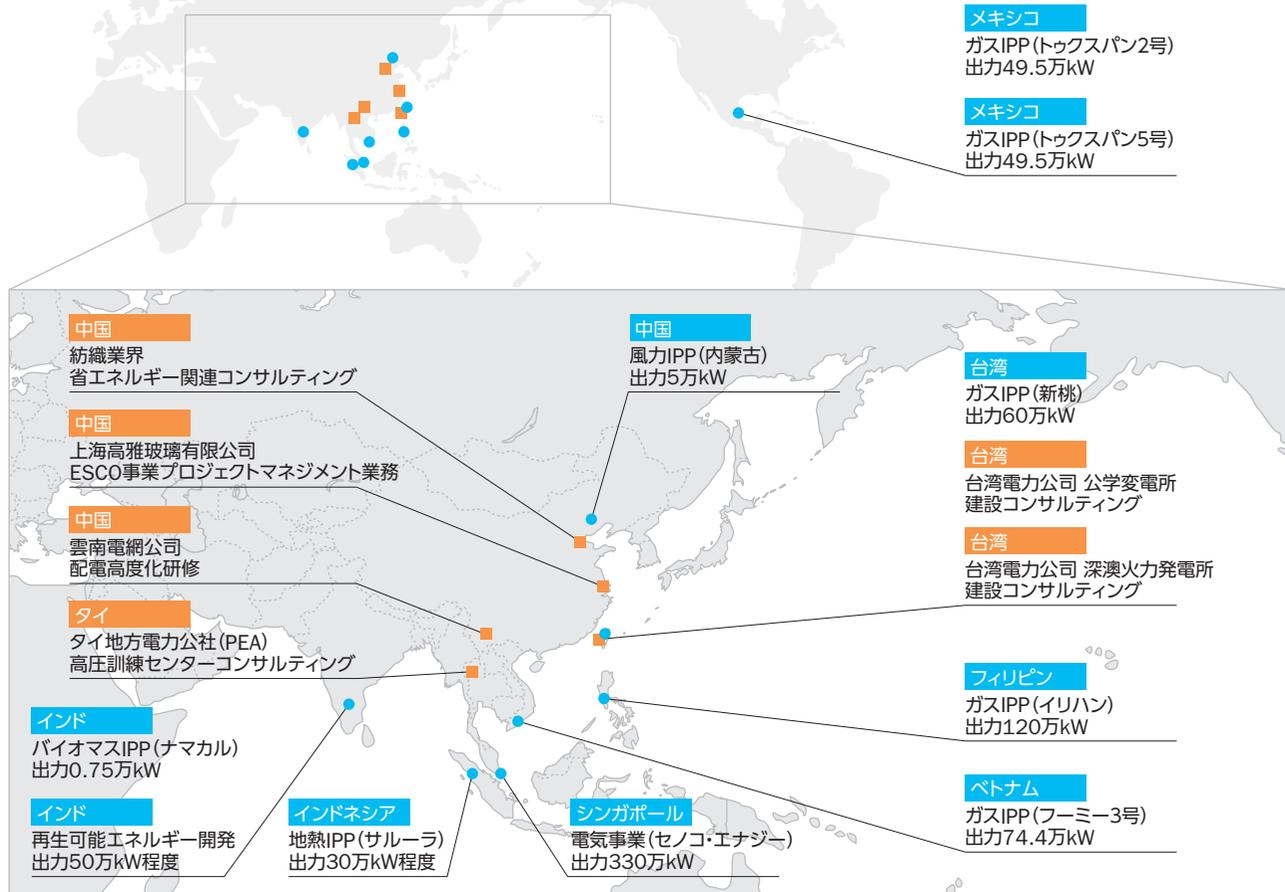 メキシコ
ガスIPP(トゥクスパン2号)
出力49.5万kW
メキシコ
ガスIPP(トゥクスパン5号)
出力49.5万kW
中国
紡織業界
省エネルギー関連コンサルティング
中国
上海高雅玻璃有限公司
ESCO事業プロジェクトマネジメント業務
中国
雲南電網公司
配電高度化研修
タイ
タイ地方電力公社(PEA)
高圧訓練センターコンサルティング
インド
バイオマスIPP(ナマカル)
出力0.75万kW
インド
再生可能エネルギー開発
出力50万kW程度
インドネシア
地熱IPP(サルーラ)
出力30万kW程度
シンガポール
電気事業(セノコ・エナジー)
出力330万kW
中国
風力IPP(内蒙古)
出力5万kW
台湾
ガスIPP(新桃)
出力60万kW
台湾
台湾電力公司 公学変電所
建設コンサルティング
台湾
台湾電力公司 深澳火力発電所
建設コンサルティング
フィリピン
ガスIPP(イリハン)
出力120万kW
ベトナム
ガスIPP(フーミー3号)
出力74.4万kW